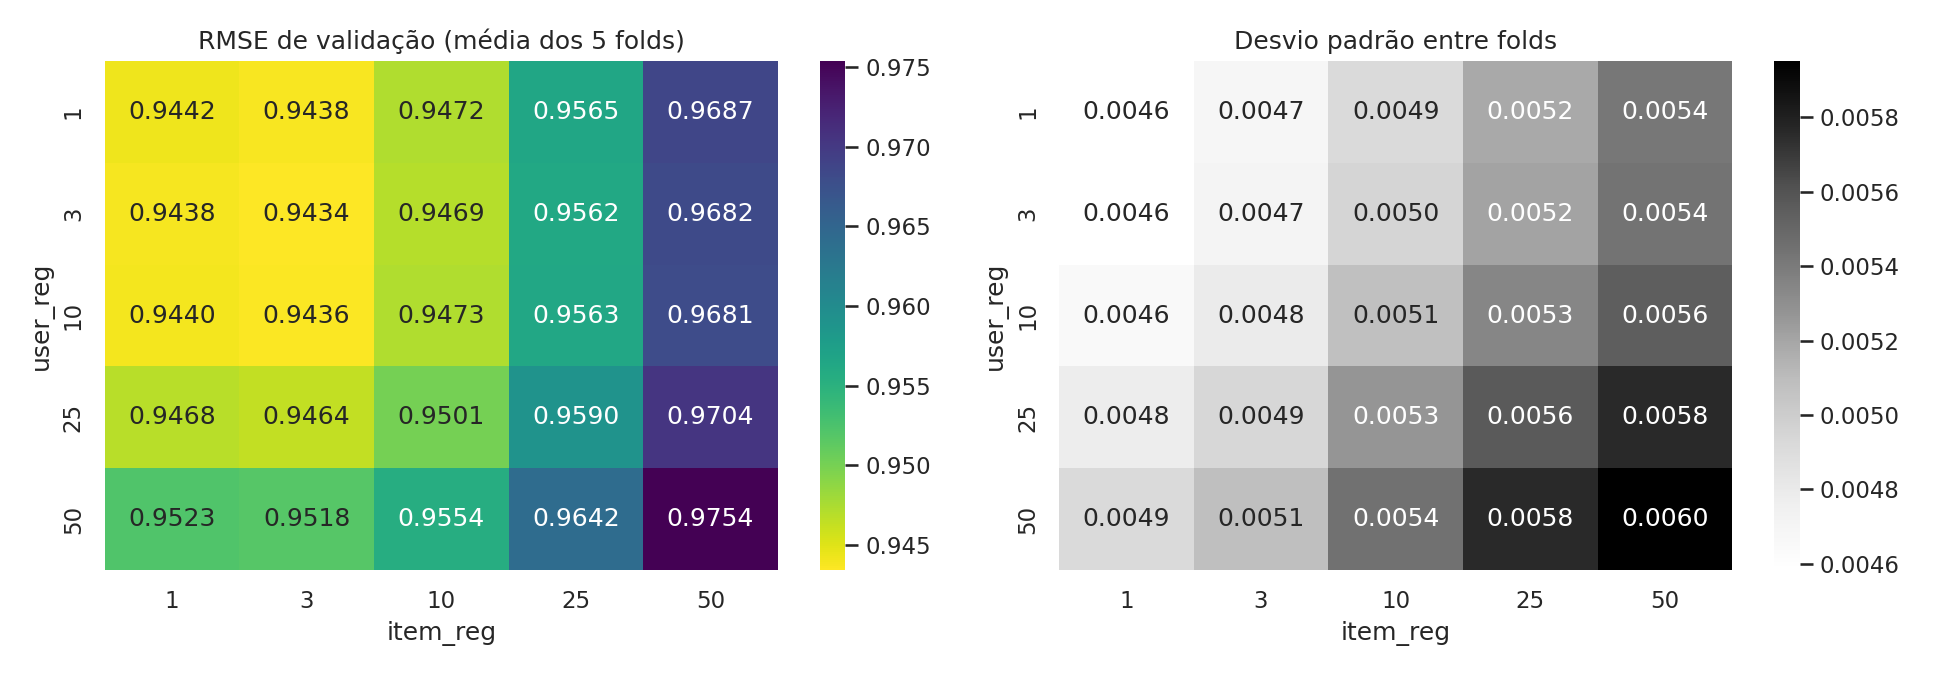 RMSE de validação (média dos 5 folds)
user_reg
1 0.9442 0.9438 0.9472 0.9565 0.9687
3 0.9438 0.9434 0.9469 0.9562 0.9682
10 0.9440 0.9436 0.9473 0.9563 0.9681
25 0.9468 0.9464 0.9501 0.9590 0.9704
50 0.9523 0.9518 0.9554 0.9642 0.9754
1 3 10 25 50
item_reg
0.975
0.970
0.965
0.960
0.955
0.950
0.945
Desvio padrão entre folds
user_reg
1 0.0046 0.0047 0.0049 0.0052 0.0054
3 0.0046 0.0047 0.0050 0.0052 0.0054
10 0.0046 0.0048 0.0051 0.0053 0.0056
25 0.0048 0.0049 0.0053 0.0056 0.0058
50 0.0049 0.0051 0.0054 0.0058 0.0060
1 3 10 25 50
item_reg
0.0058
0.0056
0.0054
0.0052
0.0050
0.0048
0.0046